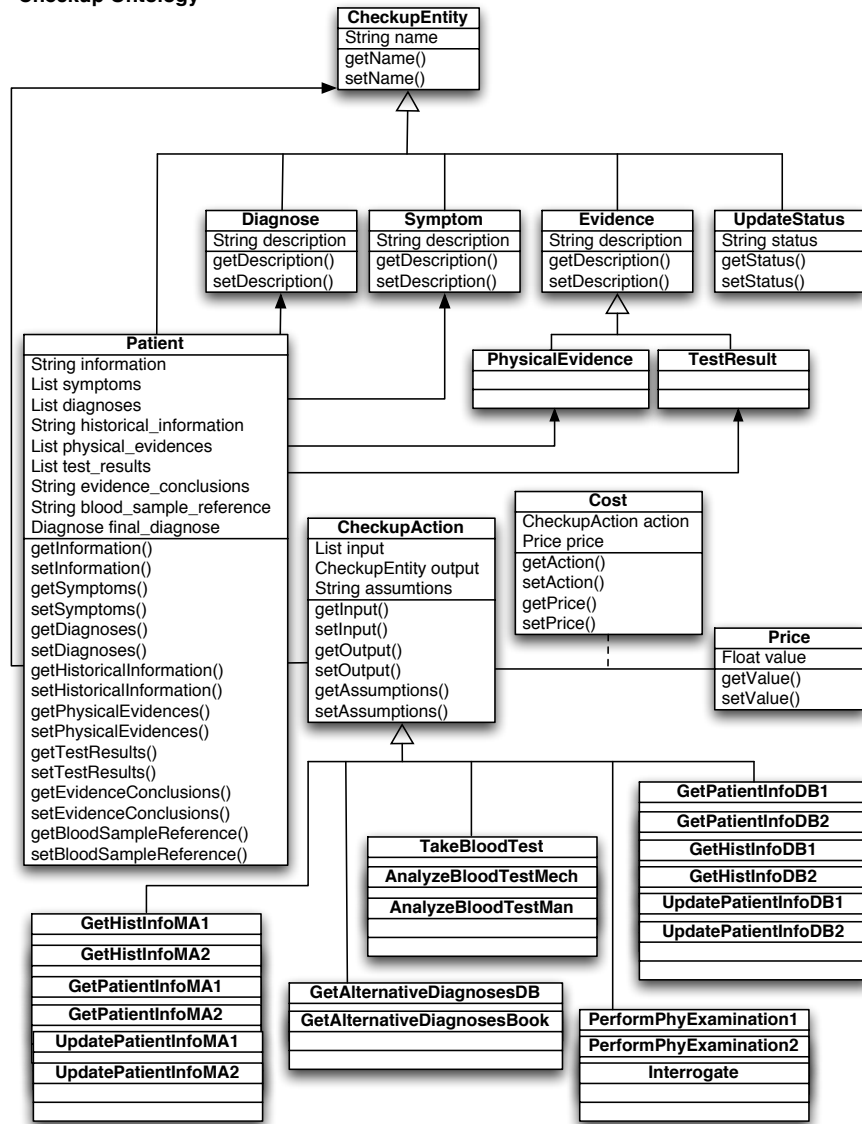 Checkup Ontology
CheckupEntity
String name
getName()
setName()
Diagnose
String description
getDescription()
setDescription()
Symptom
String description
getDescription()
setDescription()
Evidence
String description
getDescription()
setDescription()
UpdateStatus
String status
getStatus()
setStatus()
PhysicalEvidence
TestResult
Patient
String information
List symptoms
List diagnoses
String historical_information
List physical_evidences
List test_results
String evidence_conclusions
String blood_sample_reference
Diagnose final_diagnose
getInformation()
setInformation()
getSymptoms()
setSymptoms()
getDiagnoses()
setDiagnoses()
getHistoricalInformation()
setHistoricalInformation()
getPhysicalEvidences()
setPhysicalEvidences()
getTestResults()
setTestResults()
getEvidenceConclusions()
setEvidenceConclusions()
getBloodSampleReference()
setBloodSampleReference()
CheckupAction
List input
CheckupEntity output
String assumtions
getInput()
setInput()
getOutput()
setOutput()
getAssumptions()
setAssumptions()
Cost
CheckupAction action
Price price
getAction()
setAction()
getPrice()
setPrice()
Price
Float value
getValue()
setValue()
GetHistInfoMA1
GetHistInfoMA2
GetPatientInfoMA1
GetPatientInfoMA2
UpdatePatientInfoMA1
UpdatePatientInfoMA2
GetAlternativeDiagnosesDB
GetAlternativeDiagnosesBook
TakeBloodTest
AnalyzeBloodTestMech
AnalyzeBloodTestMan
PerformPhyExamination1
PerformPhyExamination2
Interrogate
GetPatientInfoDB1
GetPatientInfoDB2
GetHistInfoDB1
GetHistInfoDB2
UpdatePatientInfoDB1
UpdatePatientInfoDB2